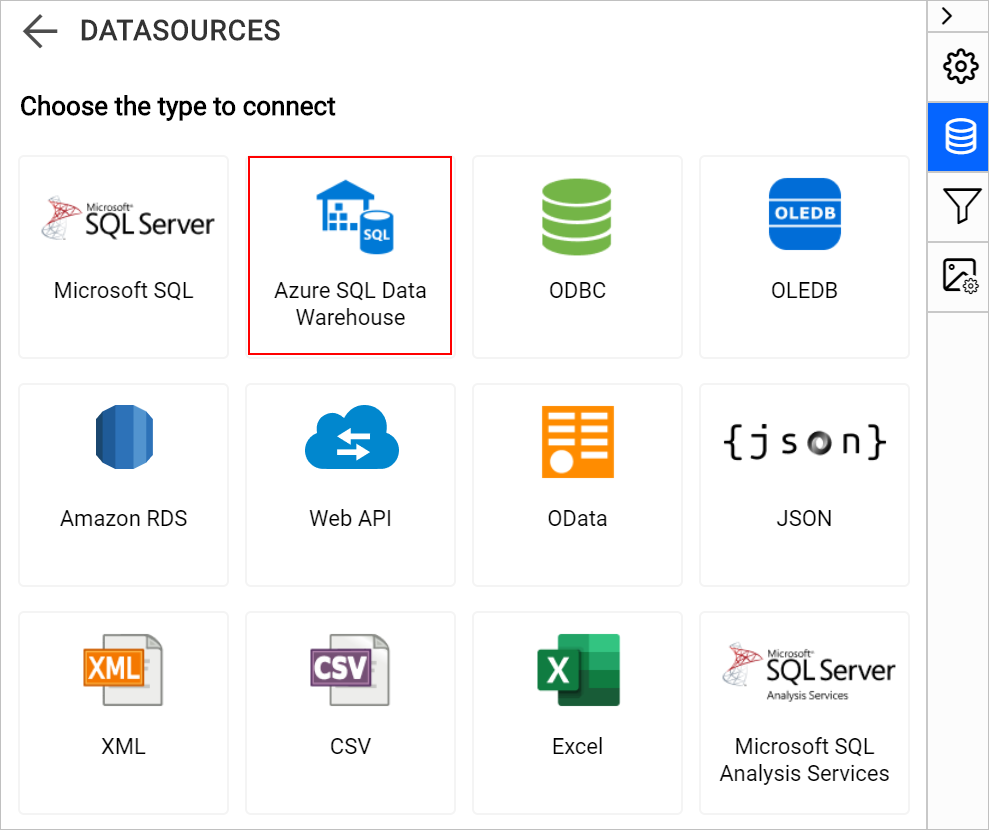 DATASOURCES
Choose the type to connect
Microsoft®
SQL Server
Microsoft SQL
SQL
Azure SQL Data
Warehouse
ODBC
OLEDB
OLEDB
Amazon RDS
Web API
OData
{json}
JSON
XML
XML
CSV
CSV
X
Excel
Microsoft®
SQL Server
Analysis Services
Microsoft SQL
Analysis Services